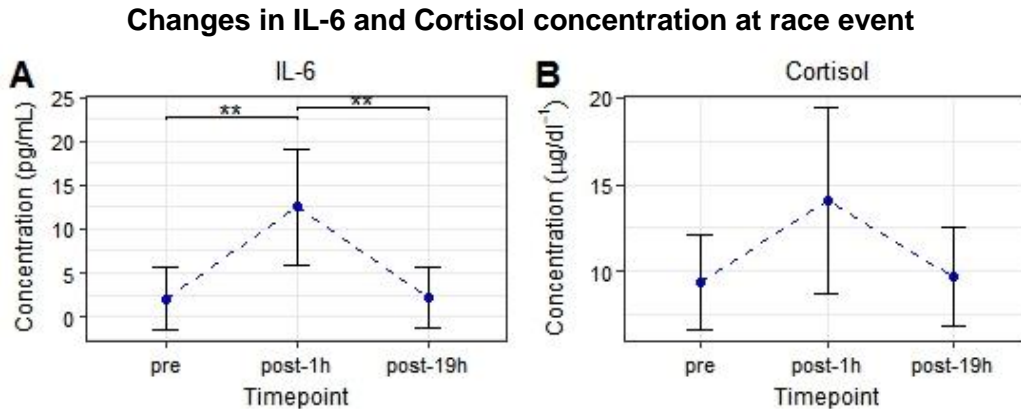 Changes in IL-6 and Cortisol concentration at race event
A
IL-6
Concentration (pg/mL)
25
20
15
10
5
0
**
**
pre
post-1h
post-19h
Timepoint
B
Cortisol
Concentration (µg/dl⁻¹)
20
15
10
pre
post-1h
post-19h
Timepoint